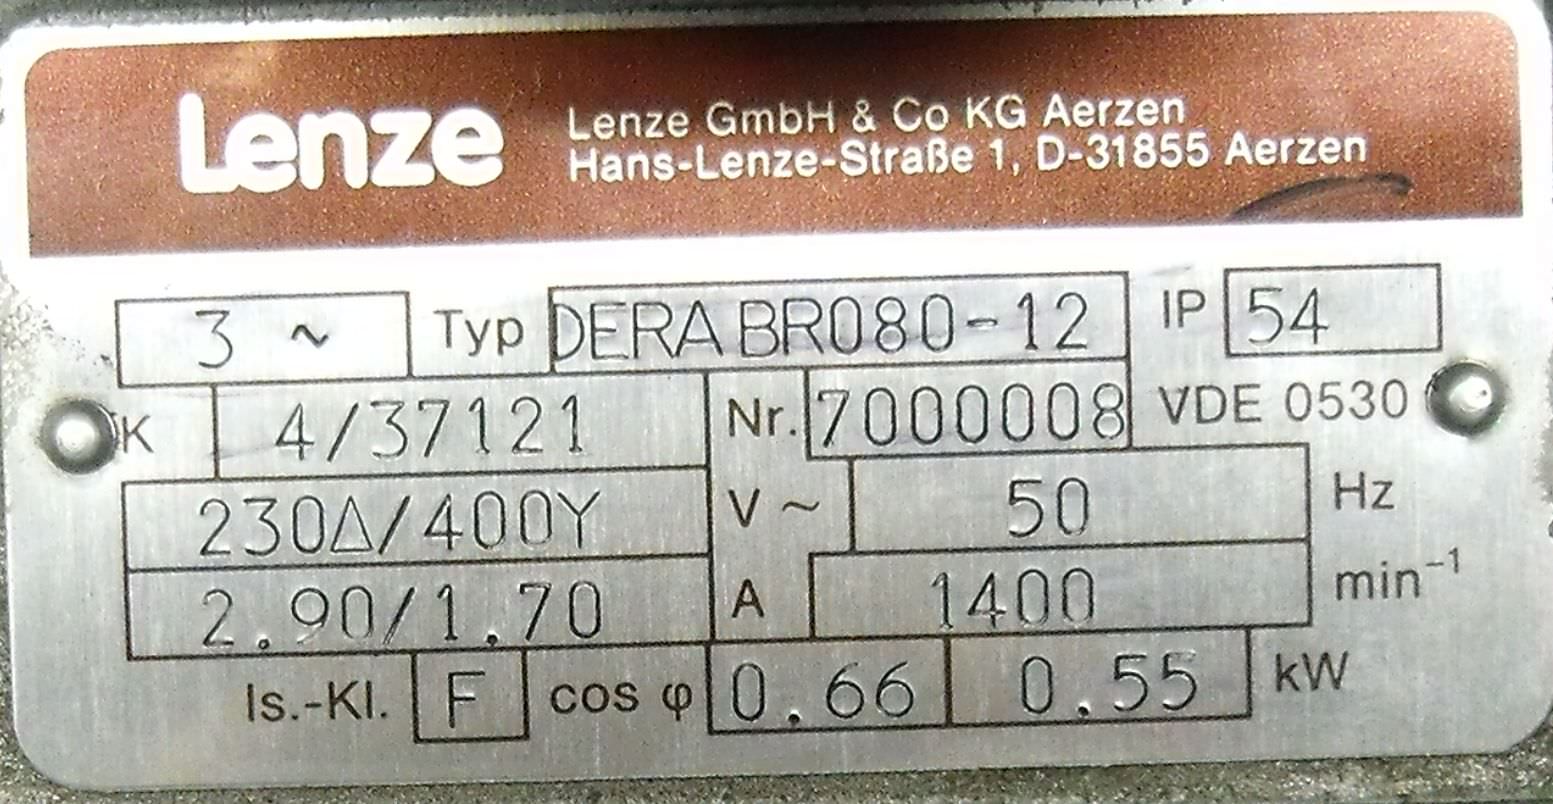 Lenze
Lenze GmbH & Co KG Aerzen
Hans-Lenze-Straße 1, D-31855 Aerzen
3 ~ Typ DERABR080-12 IP 54
K 4/37121 Nr. 7000008 VDE 0530
230Δ/400Y V~ 50 Hz
2.90/1.70 A 1400 min⁻¹
Is.-Kl. F cos φ 0.66 0.55 kW